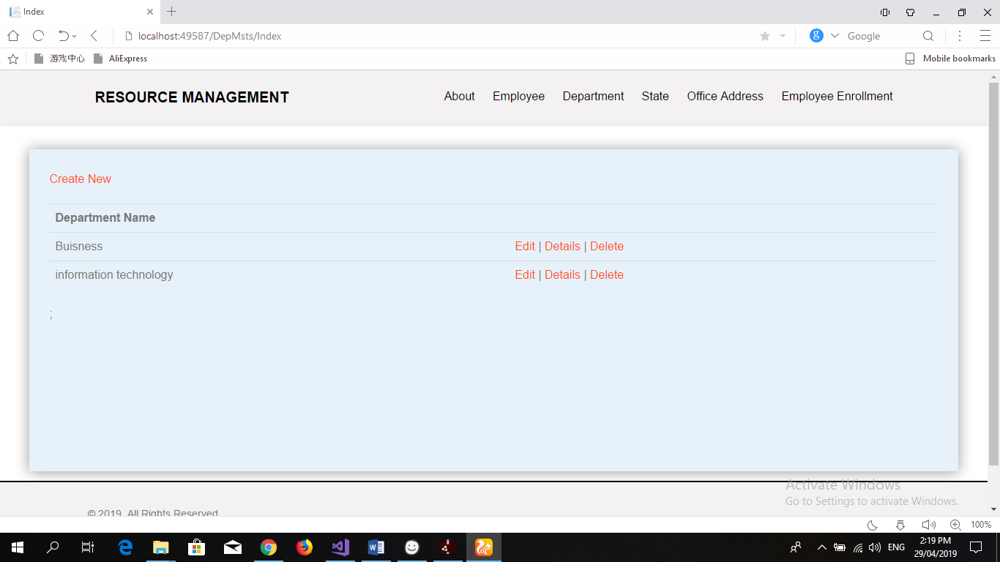 Index
localhost:49587/DepMsts/Index
Google
游戏中心 AliExpress Mobile bookmarks
RESOURCE MANAGEMENT
About Employee Department State Office Address Employee Enrollment
Create New
Department Name
Buisness Edit | Details | Delete
information technology Edit | Details | Delete
;
Activate Windows
Go to Settings to activate Windows.
© 2019 All Rights Reserved
100%
ENG
2:19 PM
29/04/2019